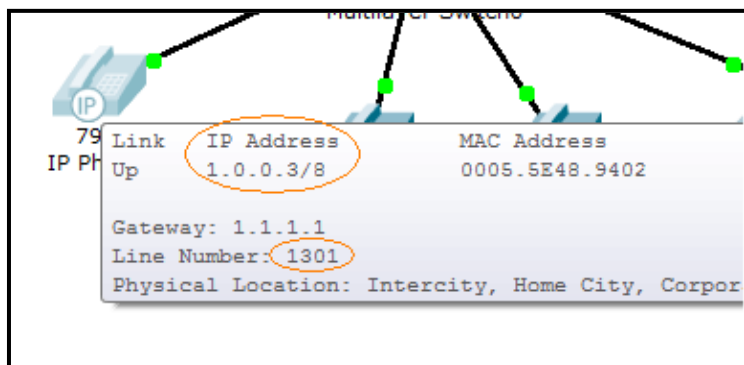 Multilayer Switch0
IP
79
IP Ph
Link IP Address MAC Address
Up 1.0.0.3/8 0005.5E48.9402
Gateway: 1.1.1.1
Line Number: 1301
Physical Location: Intercity, Home City, Corpor